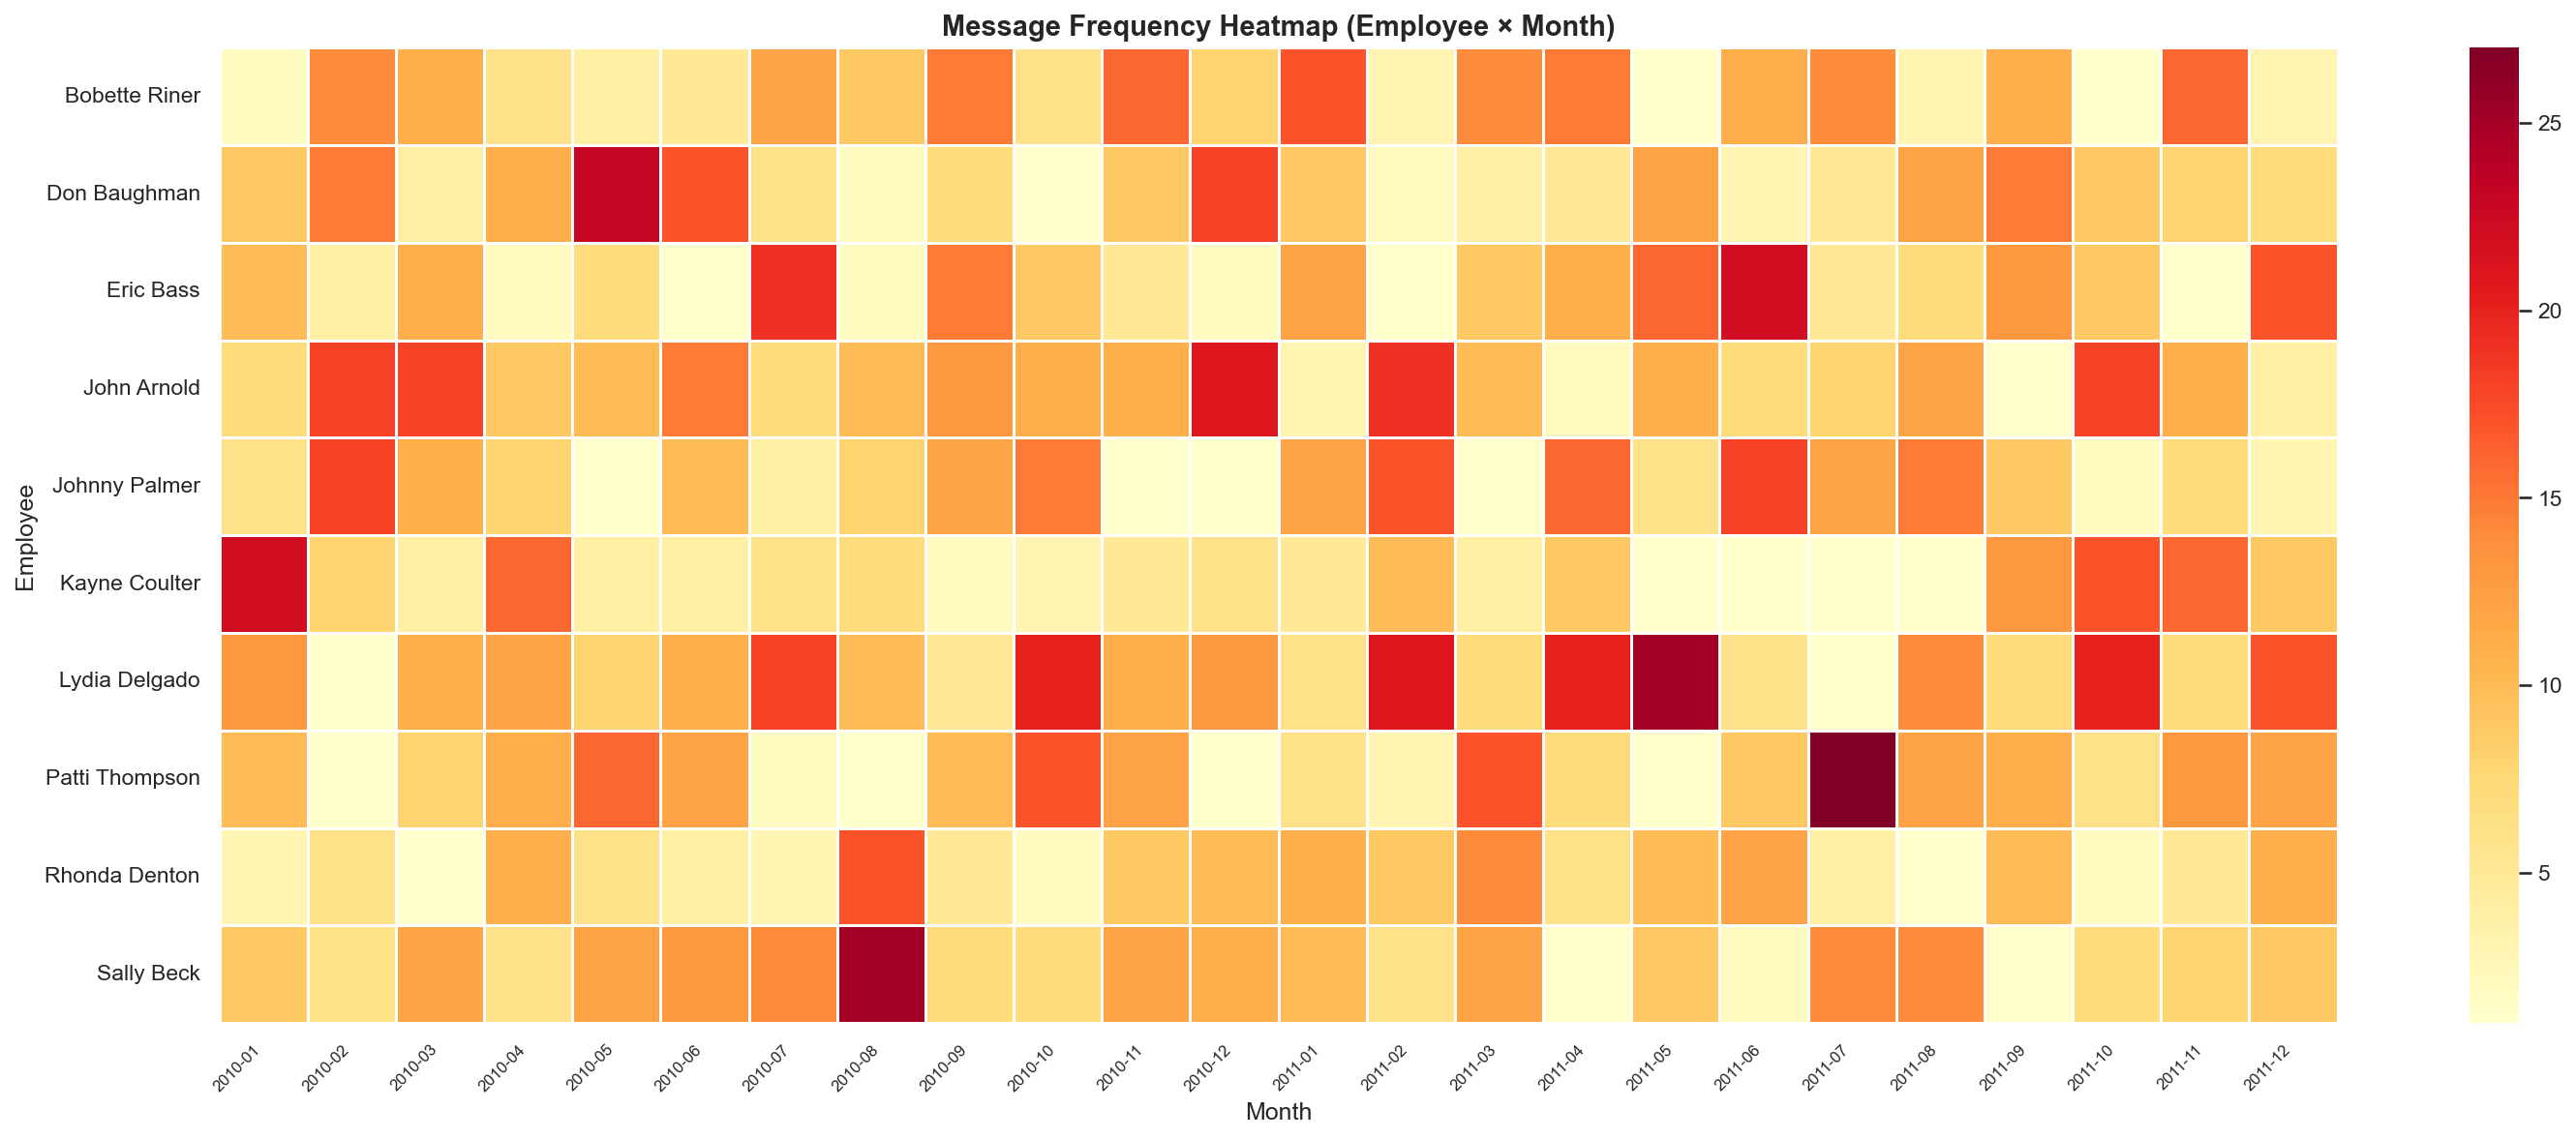 Message Frequency Heatmap (Employee × Month)
Employee
Bobette Riner
Don Baughman
Eric Bass
John Arnold
Johnny Palmer
Kayne Coulter
Lydia Delgado
Patti Thompson
Rhonda Denton
Sally Beck
2010-01
2010-02
2010-03
2010-04
2010-05
2010-06
2010-07
2010-08
2010-09
2010-10
2010-11
2010-12
2011-01
2011-02
2011-03
2011-04
2011-05
2011-06
2011-07
2011-08
2011-09
2011-10
2011-11
2011-12
Month
25
20
15
10
5